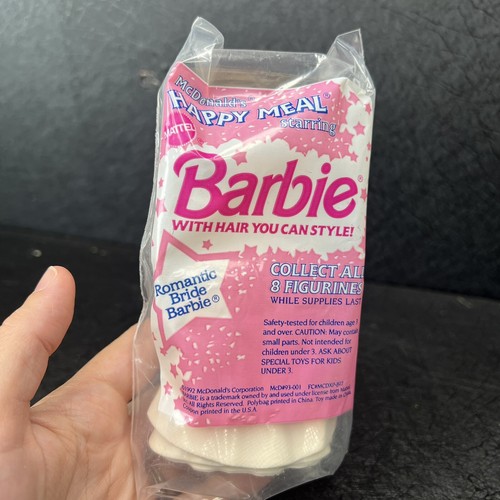 McDonald's®
HAPPY MEAL®
starring
MATTEL
Barbie®
WITH HAIR YOU CAN STYLE!
Romantic
Bride
Barbie®
COLLECT ALL
8 FIGURINES
WHILE SUPPLIES LAST
Safety-tested for children age
and over. CAUTION: May contain
small parts. Not intended for
children under 3. ASK ABOUT
SPECIAL TOYS FOR KIDS
UNDER 3.
©1992 McDonald's Corporation McD#93-001
BARBIE is a trademark owned by and used under license from Mattel
All Rights Reserved. Polybag printed in China. Toy made in China.
printed in the U.S.A